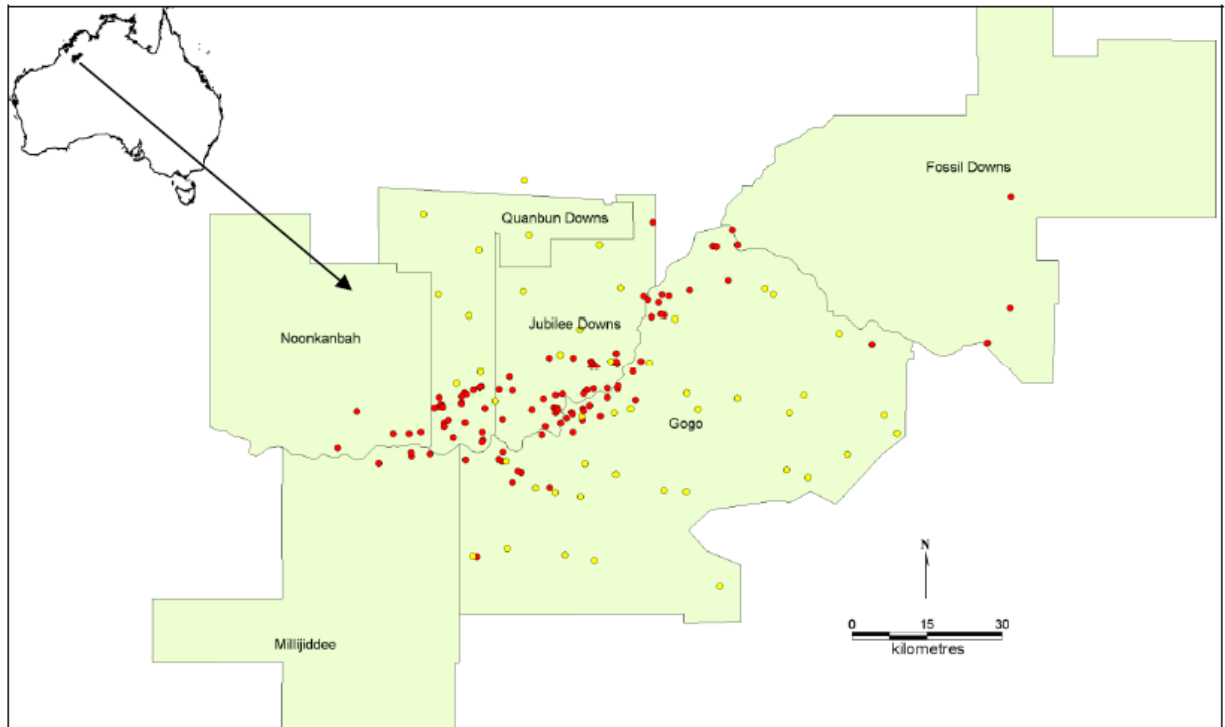 Fossil Downs
Quanbun Downs
Jubilee Downs
Noonkanbah
Gogo
N
0 15 30
kilometres
Millijiddee